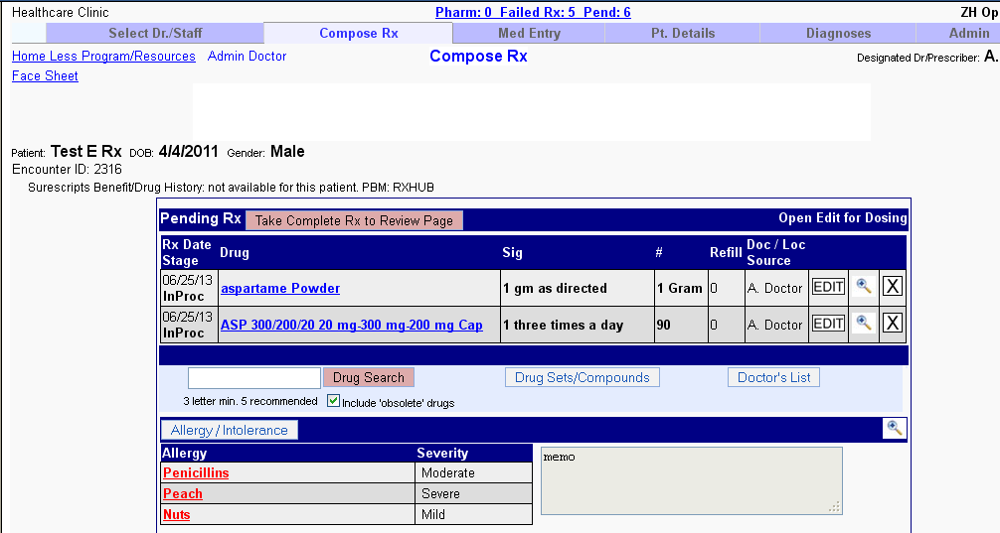 Healthcare Clinic Pharm: 0 Failed Rx: 5 Pend: 6 ZH Op
Select Dr./Staff Compose Rx Med Entry Pt. Details Diagnoses Admin
Home Less Program/Resources Admin Doctor Compose Rx Designated Dr/Prescriber: A.
Face Sheet
Patient: Test E Rx DOB: 4/4/2011 Gender: Male
Encounter ID: 2316
Surescripts Benefit/Drug History: not available for this patient. PBM: RXHUB
Pending Rx Take Complete Rx to Review Page Open Edit for Dosing
Rx Date Stage Drug Sig # Refill Doc / Loc Source
06/25/13 InProc aspartame Powder 1 gm as directed 1 Gram 0 A. Doctor EDIT X
06/25/13 InProc ASP 300/200/20 20 mg-300 mg-200 mg Cap 1 three times a day 90 0 A. Doctor EDIT X
Drug Search Drug Sets/Compounds Doctor's List
3 letter min. 5 recommended Include 'obsolete' drugs
Allergy / Intolerance
Allergy Severity memo
Penicillins Moderate
Peach Severe
Nuts Mild